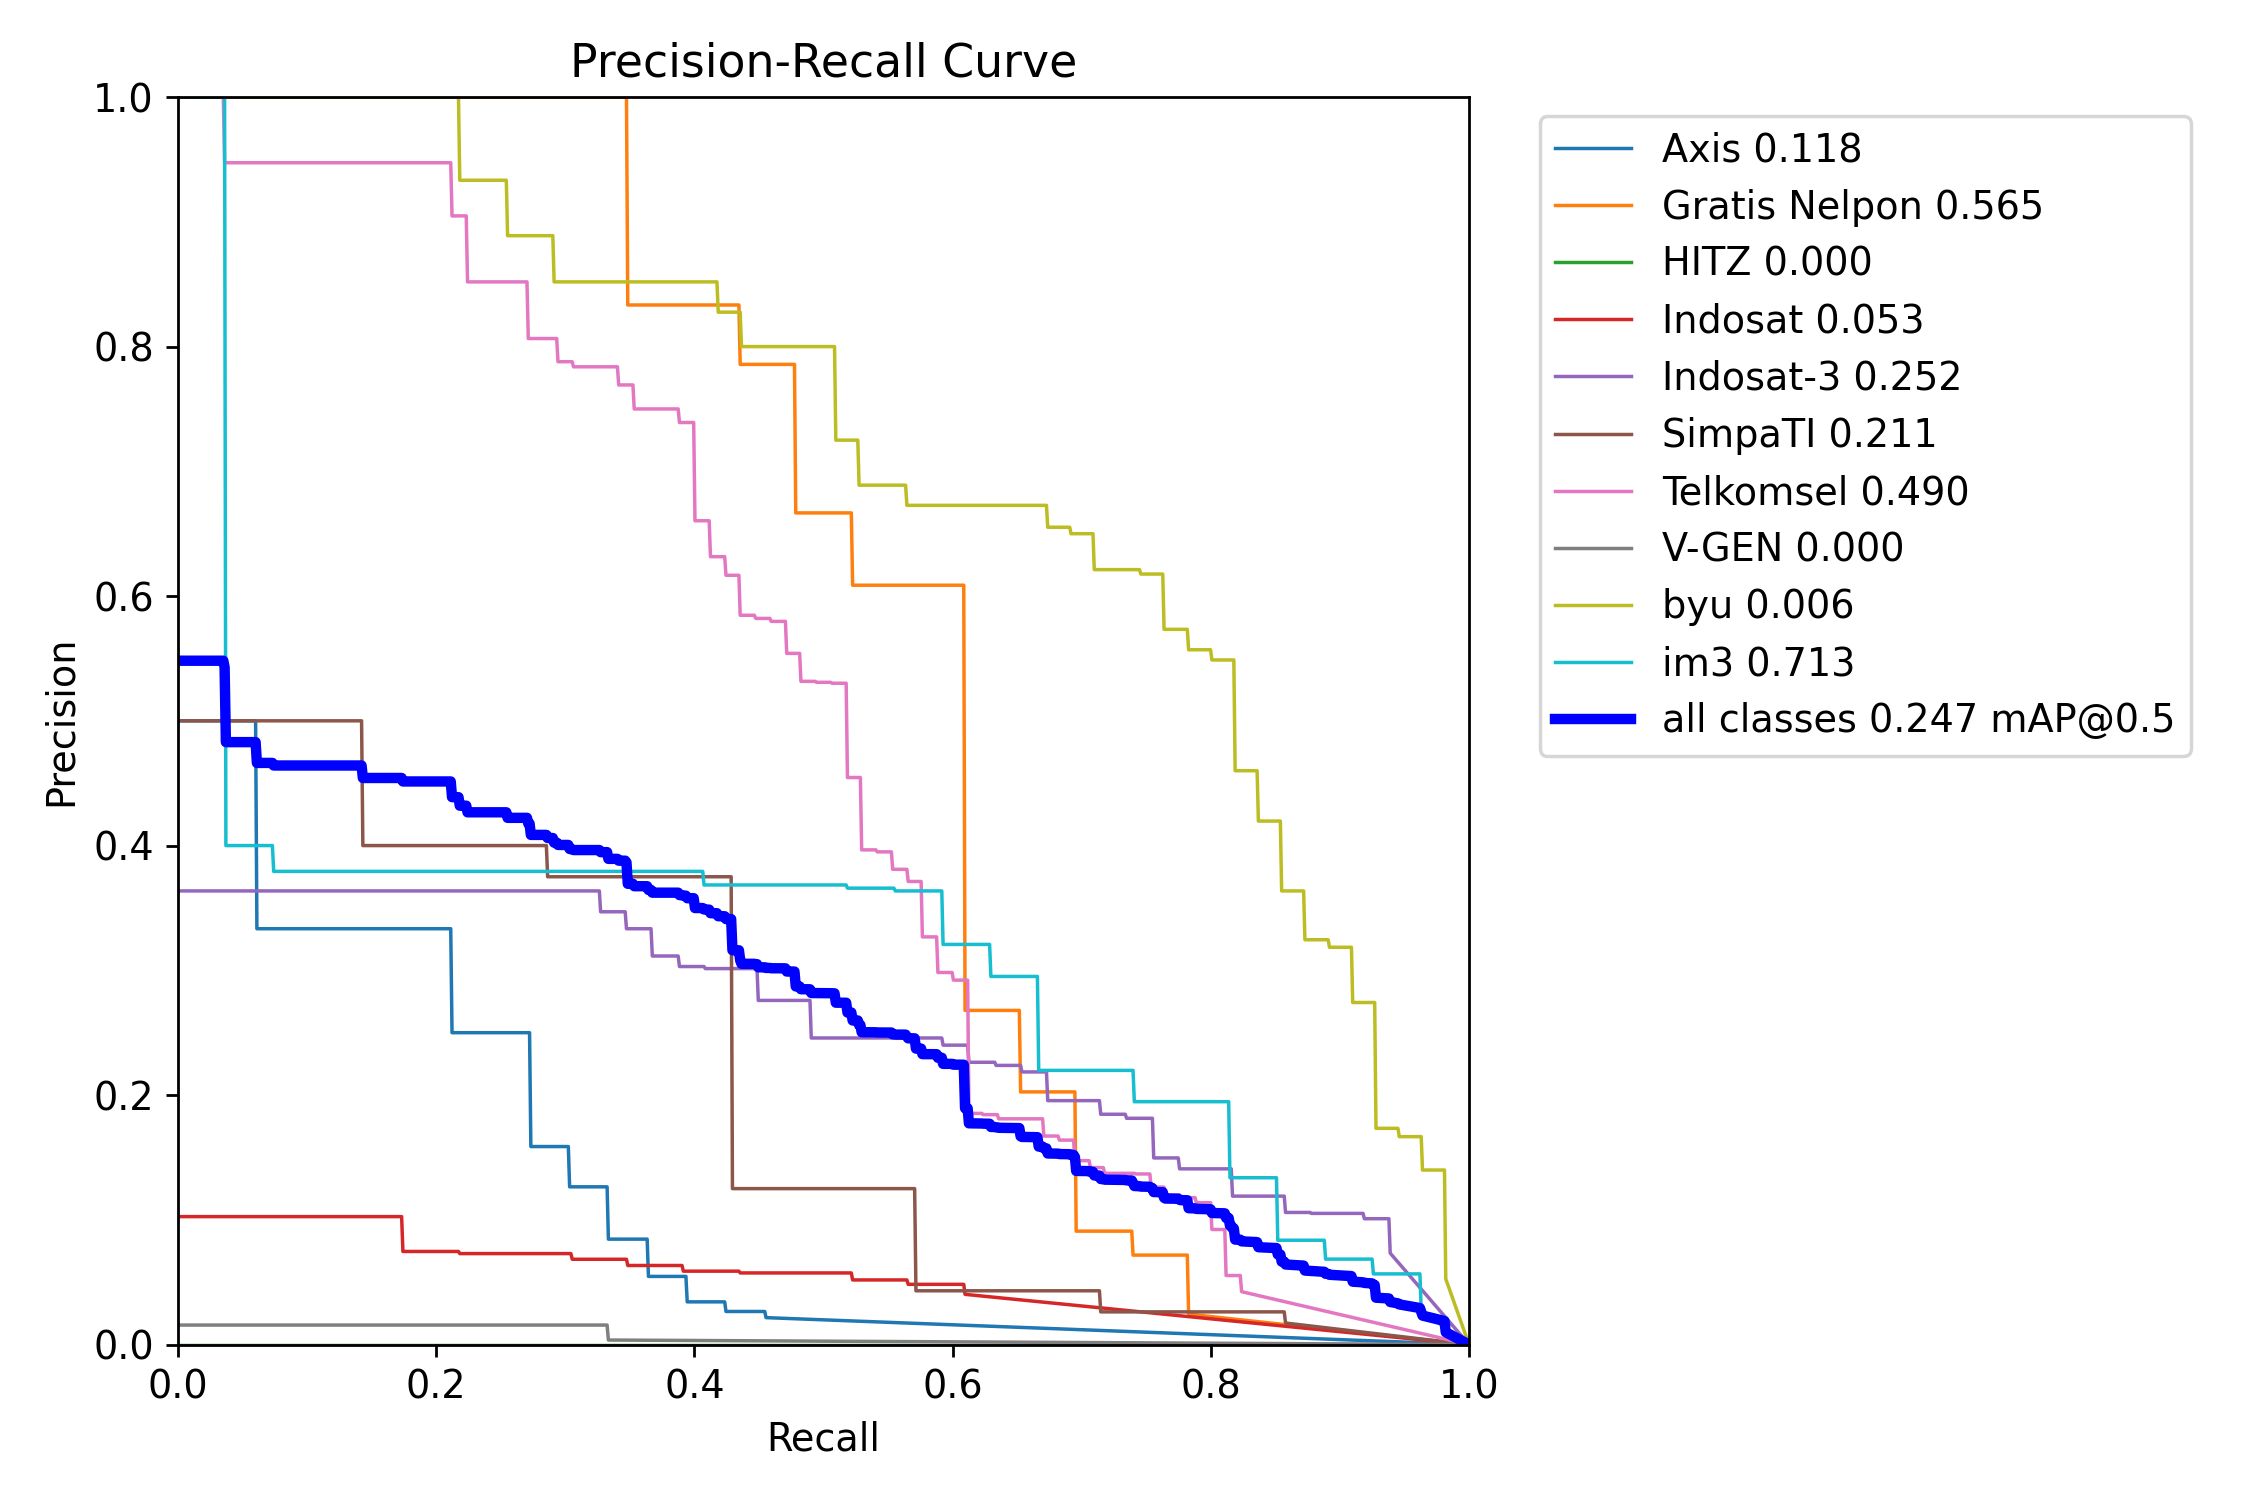 Precision-Recall Curve
1.0
0.8
0.6
0.4
0.2
0.0
Precision
0.0 0.2 0.4 0.6 0.8 1.0
Recall
Axis 0.118
Gratis Nelpon 0.565
HITZ 0.000
Indosat 0.053
Indosat-3 0.252
SimpaTI 0.211
Telkomsel 0.490
V-GEN 0.000
byu 0.006
im3 0.713
all classes 0.247 mAP@0.5